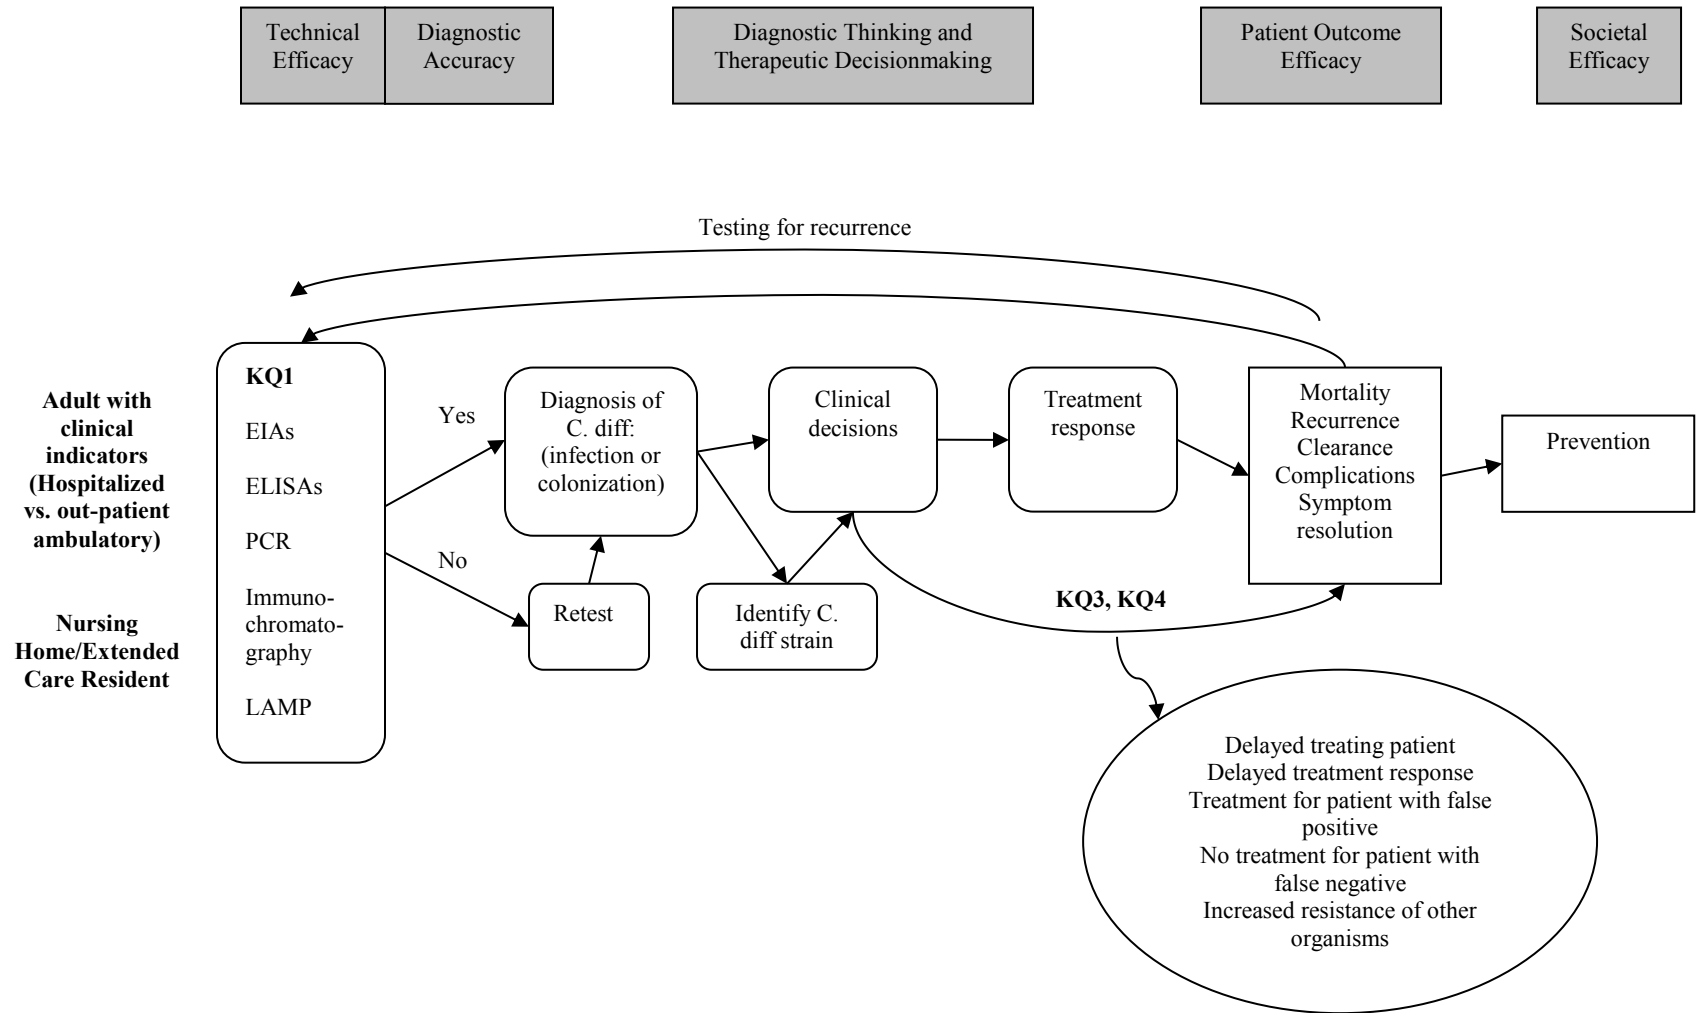 Technical
Efficacy
Diagnostic
Accuracy
Diagnostic Thinking and
Therapeutic Decisionmaking
Patient Outcome
Efficacy
Societal
Efficacy
Testing for recurrence
Adult with
clinical
indicators
(Hospitalized
vs. out-patient
ambulatory)
Nursing
Home/Extended
Care Resident
KQ1
EIAs
ELISAs
PCR
Immuno-
chromato-
graphy
LAMP
Yes
No
Diagnosis of
C. diff:
(infection or
colonization)
Retest
Clinical
decisions
Identify C.
diff strain
Treatment
response
KQ3, KQ4
Mortality
Recurrence
Clearance
Complications
Symptom
resolution
Prevention
Delayed treating patient
Delayed treatment response
Treatment for patient with false
positive
No treatment for patient with
false negative
Increased resistance of other
organisms